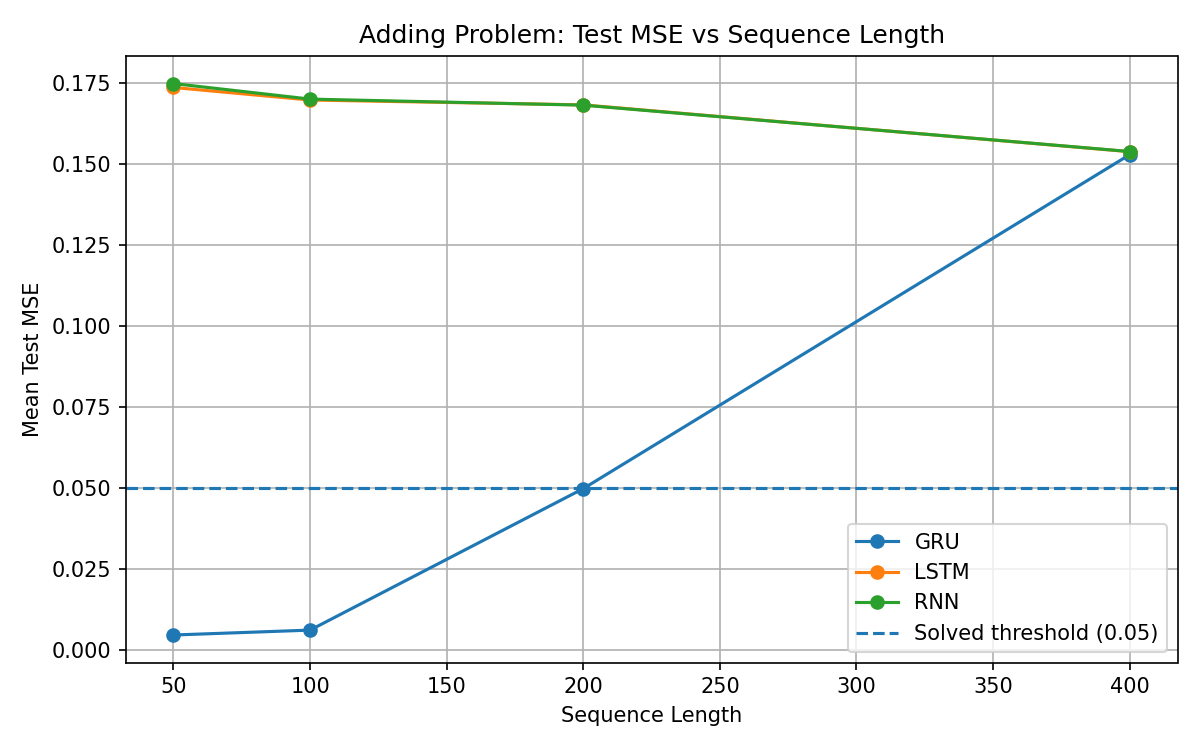 Adding Problem: Test MSE vs Sequence Length
Mean Test MSE
0.175
0.150
0.125
0.100
0.075
0.050
0.025
0.000
GRU
LSTM
RNN
Solved threshold (0.05)
50 100 150 200 250 300 350 400
Sequence Length